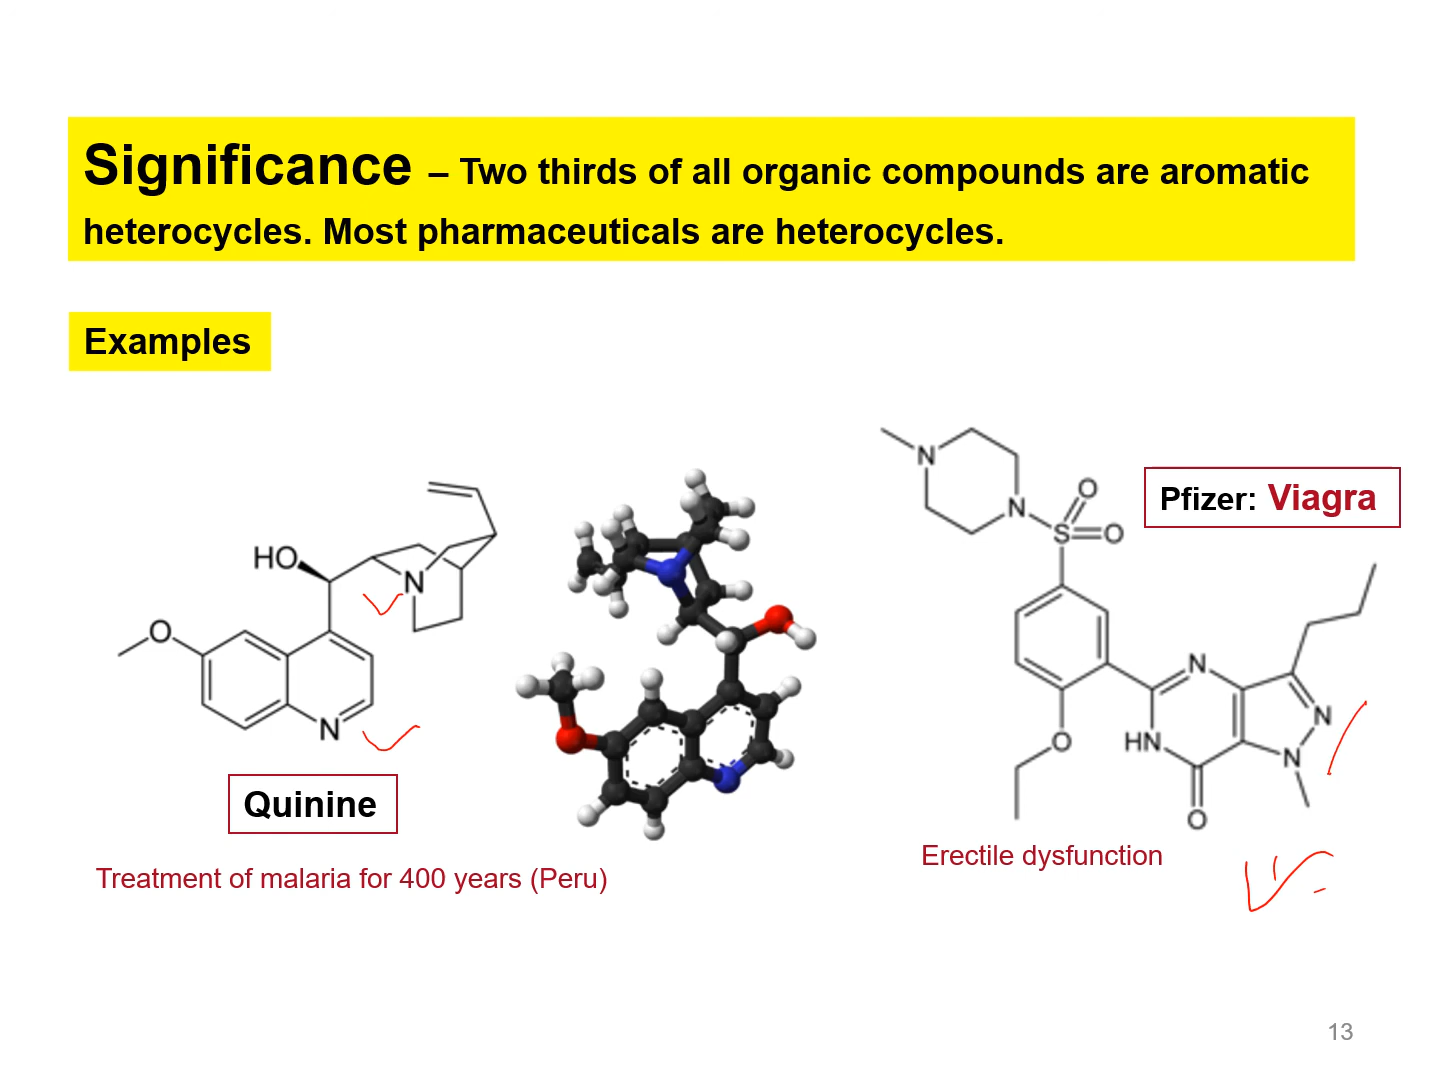 Significance – Two thirds of all organic compounds are aromatic
heterocycles. Most pharmaceuticals are heterocycles.
Examples
HO
N
O
N
Quinine
Treatment of malaria for 400 years (Peru)
N
N
S
O
O
O
N
HN
N
N
O
Pfizer: Viagra
Erectile dysfunction
13